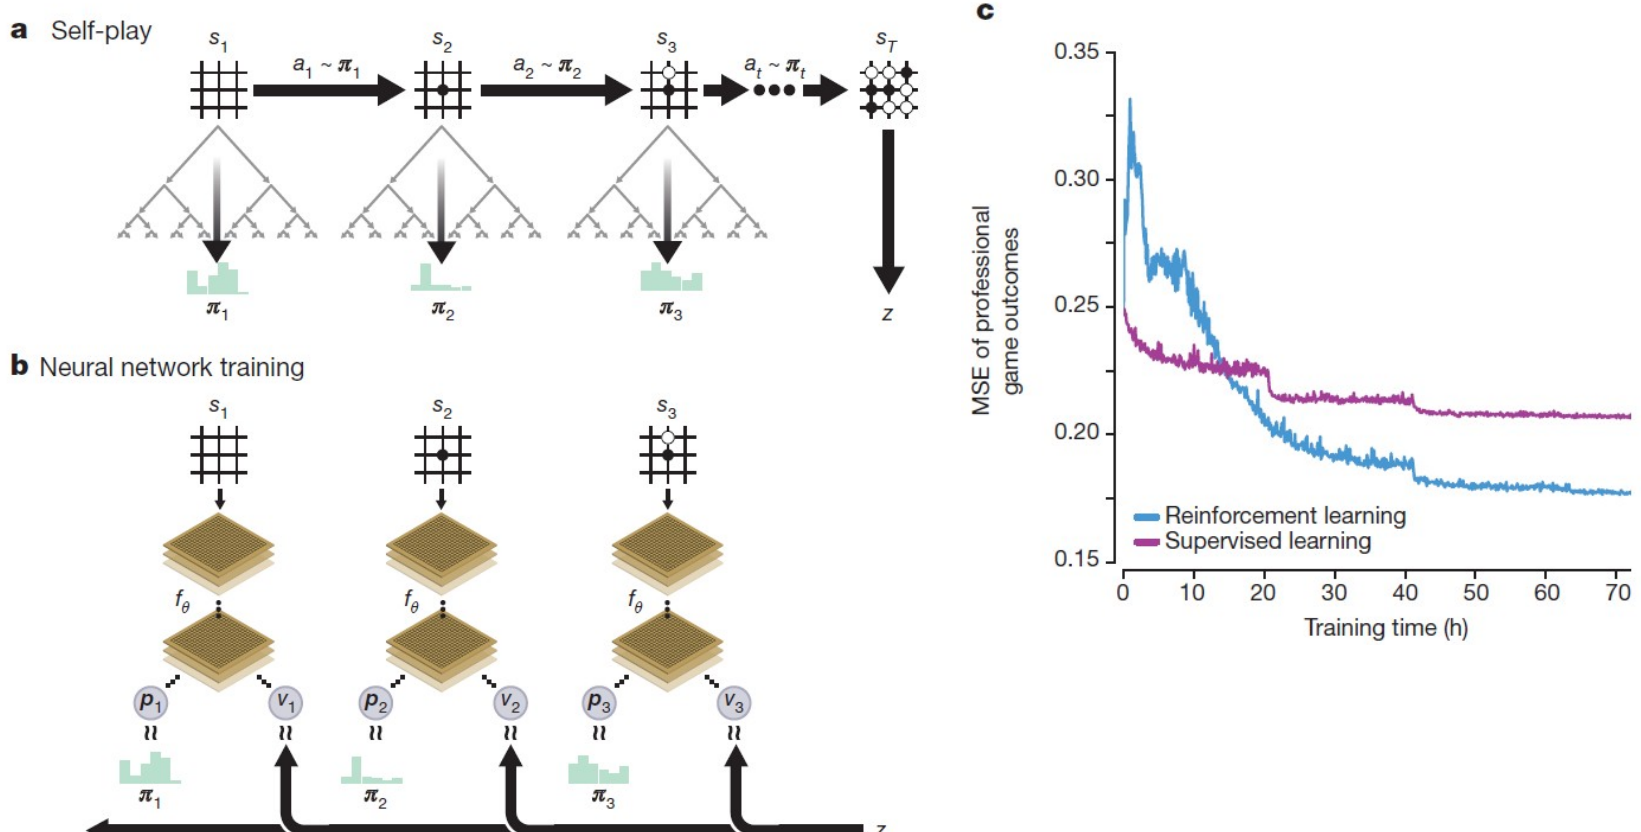 a Self-play
s1 s2 s3 sT
a1 ~ π1 a2 ~ π2 at ~ πt
π1 π2 π3 z
b Neural network training
s1 s2 s3
fθ fθ fθ
p1 v1 p2 v2 p3 v3
≈ ≈ ≈ ≈ ≈ ≈
π1 π2 π3
z
c
MSE of professional
game outcomes
0.35
0.30
0.25
0.20
0.15
Reinforcement learning
Supervised learning
0 10 20 30 40 50 60 70
Training time (h)